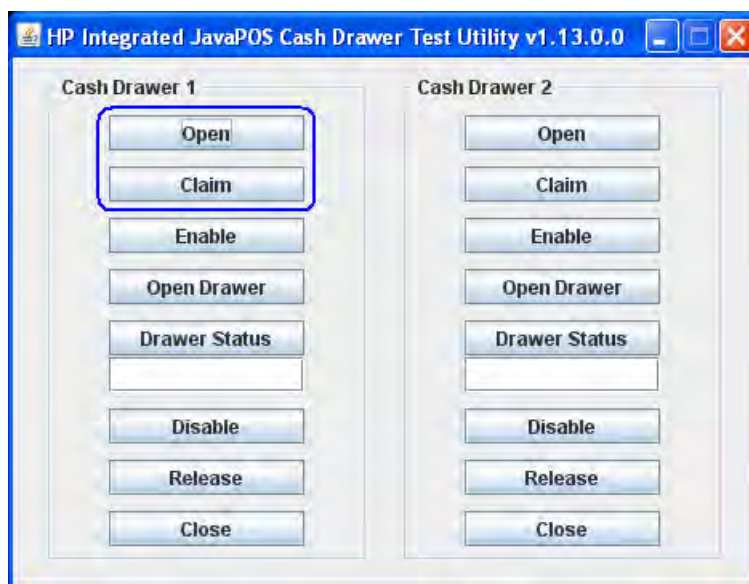 HP Integrated JavaPOS Cash Drawer Test Utility v1.13.0.0
Cash Drawer 1
Open
Claim
Enable
Open Drawer
Drawer Status
Disable
Release
Close
Cash Drawer 2
Open
Claim
Enable
Open Drawer
Drawer Status
Disable
Release
Close